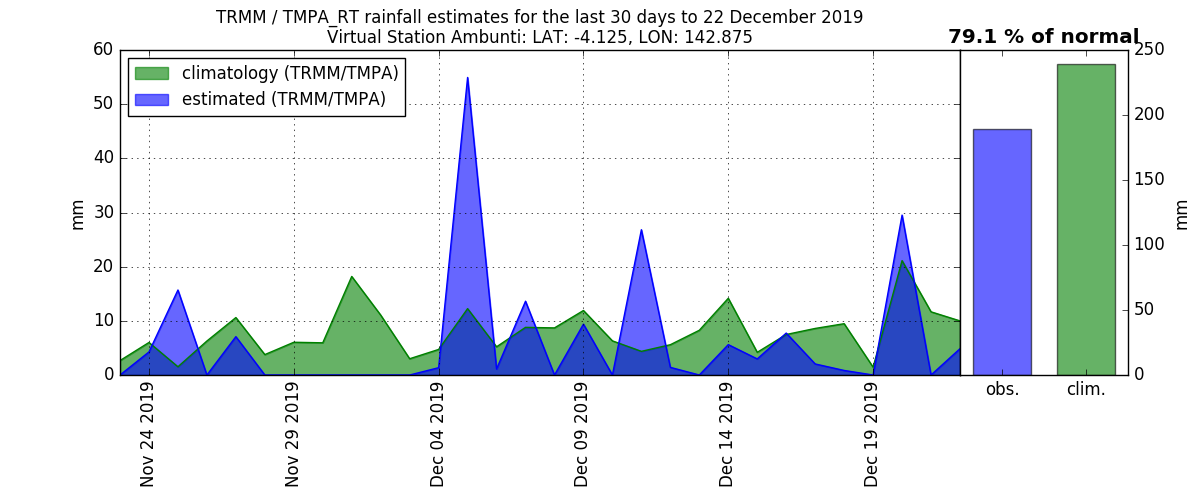 TRMM / TMPA_RT rainfall estimates for the last 30 days to 22 December 2019
Virtual Station Ambunti: LAT: -4.125, LON: 142.875
79.1 % of normal
climatology (TRMM/TMPA)
estimated (TRMM/TMPA)
60
50
40
30
20
10
0
mm
Nov 24 2019
Nov 29 2019
Dec 04 2019
Dec 09 2019
Dec 14 2019
Dec 19 2019
250
200
150
100
50
0
mm
obs.
clim.